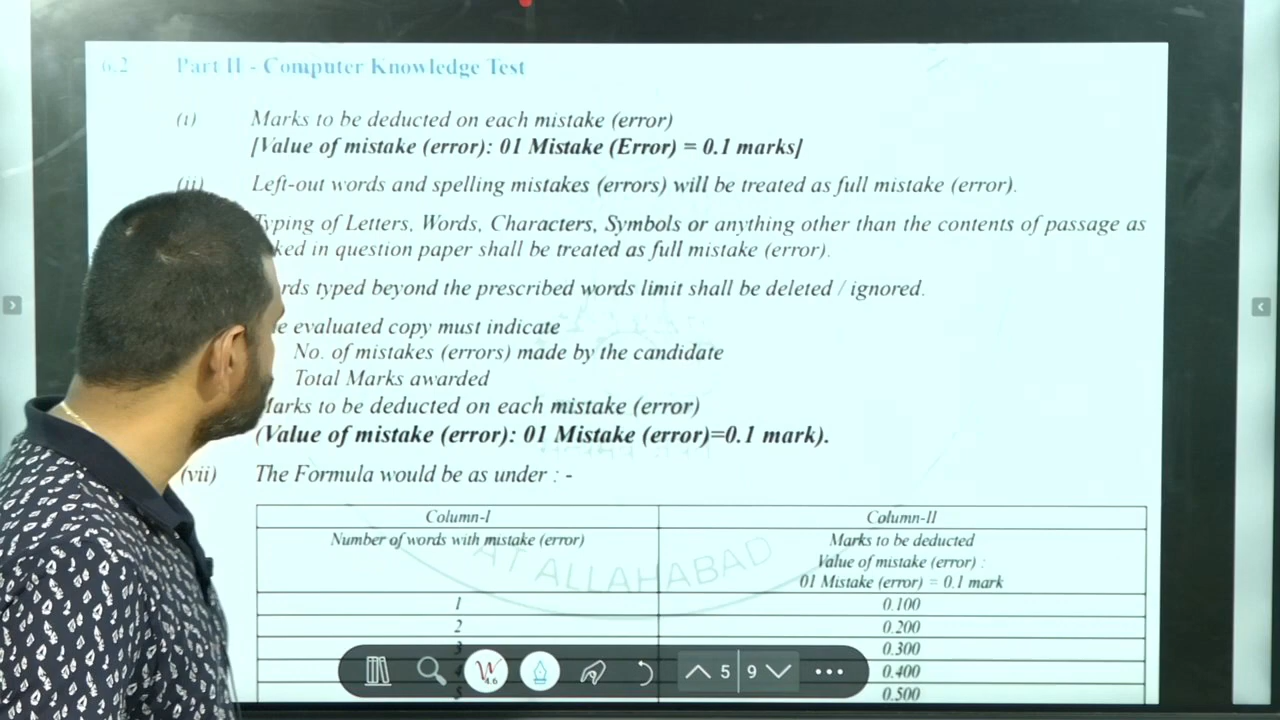 6.2 Part II - Computer Knowledge Test
(i) Marks to be deducted on each mistake (error)
[Value of mistake (error): 01 Mistake (Error) = 0.1 marks]
(ii) Left-out words and spelling mistakes (errors) will be treated as full mistake (error).
Typing of Letters, Words, Characters, Symbols or anything other than the contents of passage as
in question paper shall be treated as full mistake (error).
typed beyond the prescribed words limit shall be deleted / ignored.
evaluated copy must indicate
No. of mistakes (errors) made by the candidate
Total Marks awarded
Marks to be deducted on each mistake (error)
(Value of mistake (error): 01 Mistake (error)=0.1 mark).
(vii) The Formula would be as under : -
Column-I Column-II
Number of words with mistake (error) Marks to be deducted
Value of mistake (error) :
01 Mistake (error) = 0.1 mark
AT ALLAHABAD
1 0.100
2 0.200
3 0.300
4 0.400
5 0.500
5 9